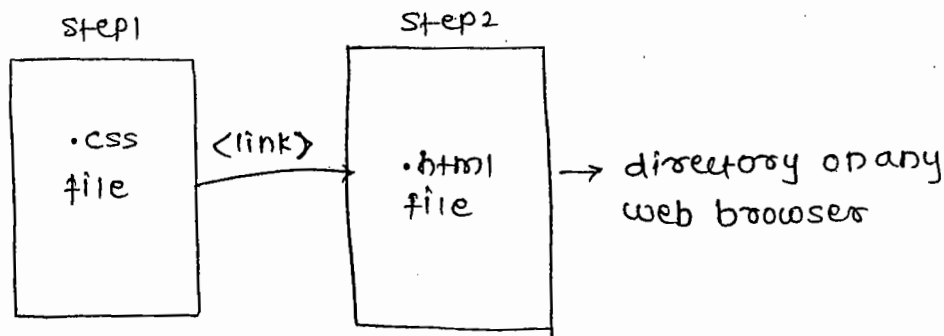 Step1
Step2
.css
file
<link>
.html
file
directory on any
web browser